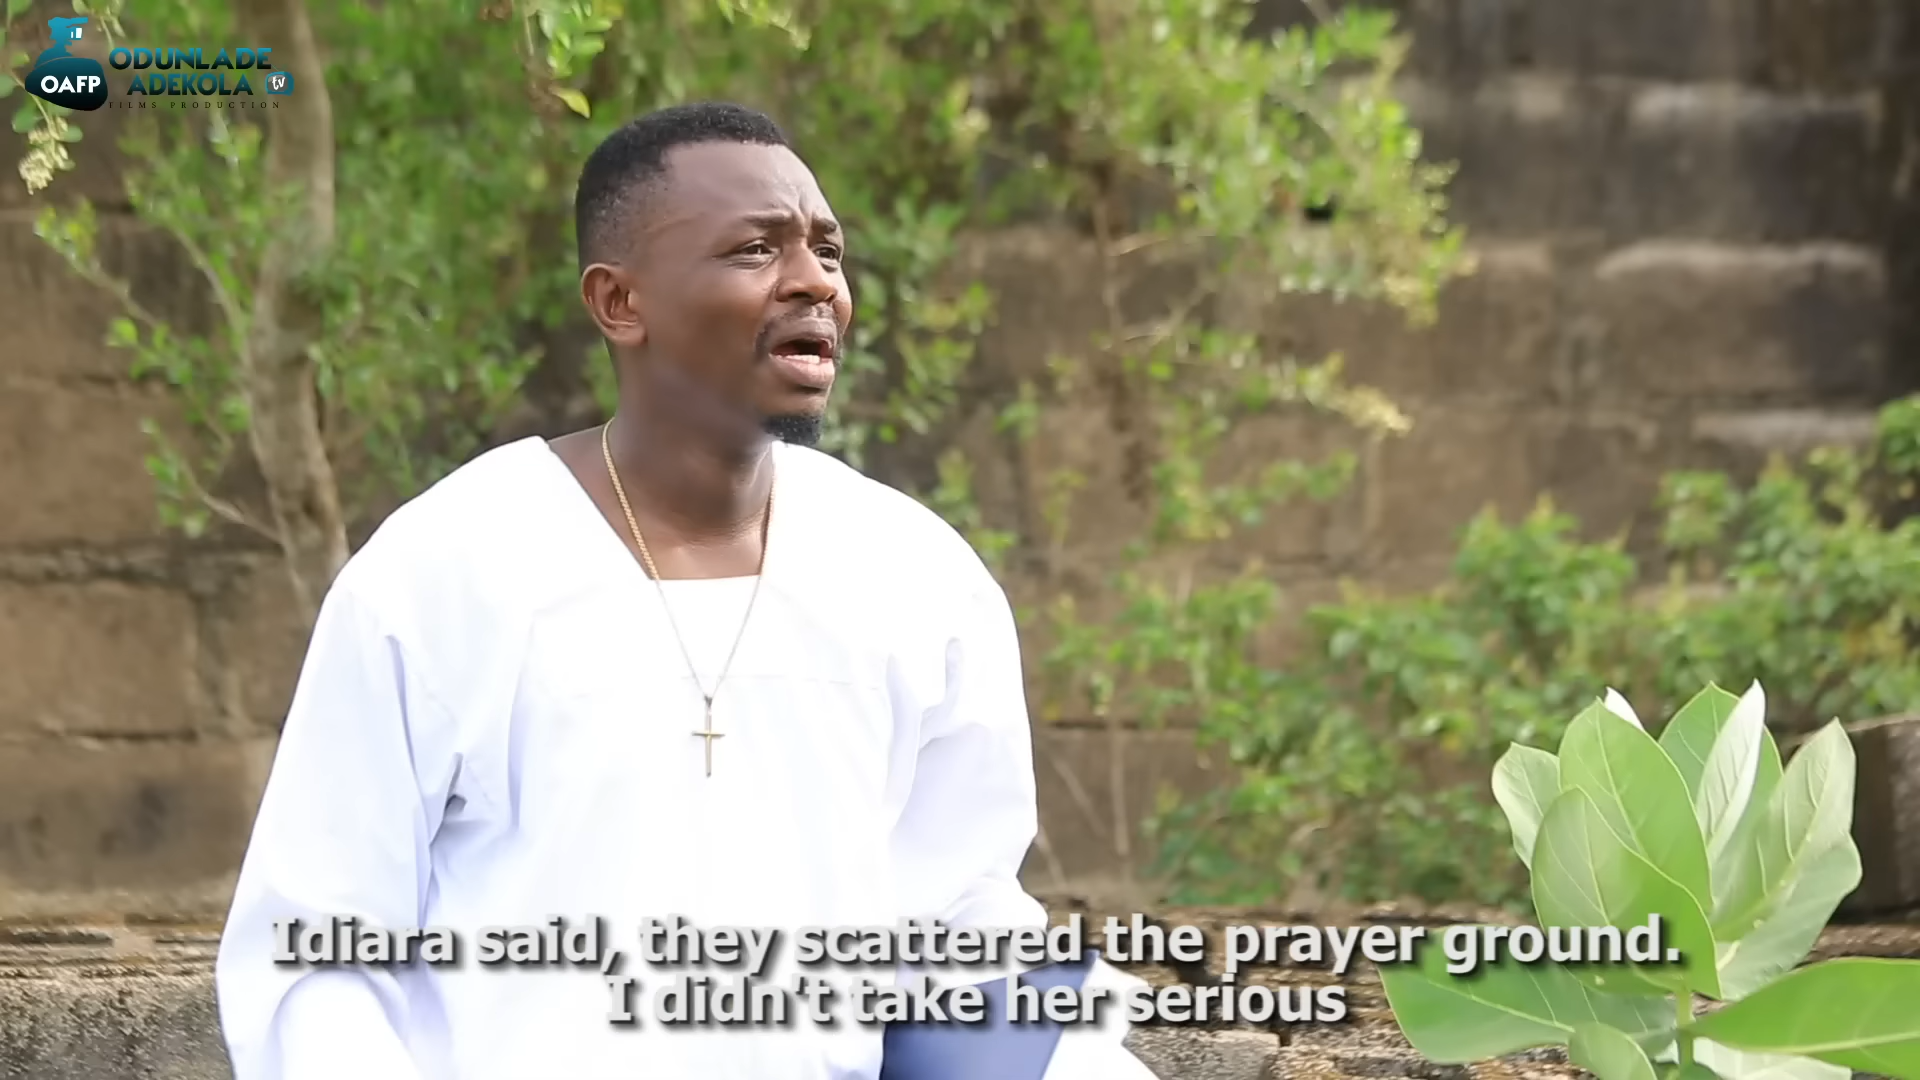 OAFP
ODUNLADE
ADEKOLA tv
FILMS PRODUCTION
Idiara said, they scattered the prayer ground.
I didn't take her serious